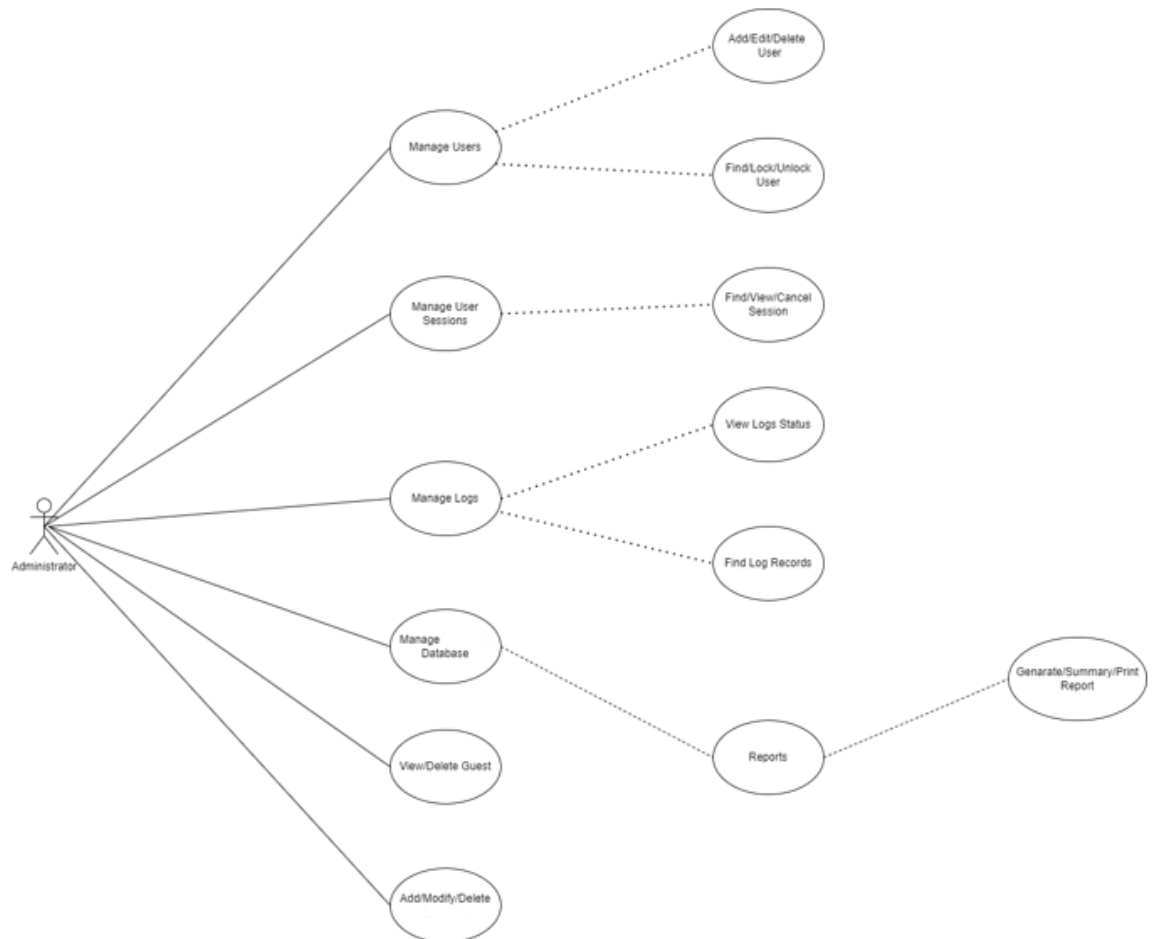 Add/Edit/Delete
User
Manage Users
Find/Lock/Unlock
User
Manage User
Sessions
Find/View/Cancel
Session
View Logs Status
Manage Logs
Administrator
Find Log Records
Manage
Database
Genarate/Summary/Print
Report
View/Delete Guest
Reports
Add/Modify/Delete